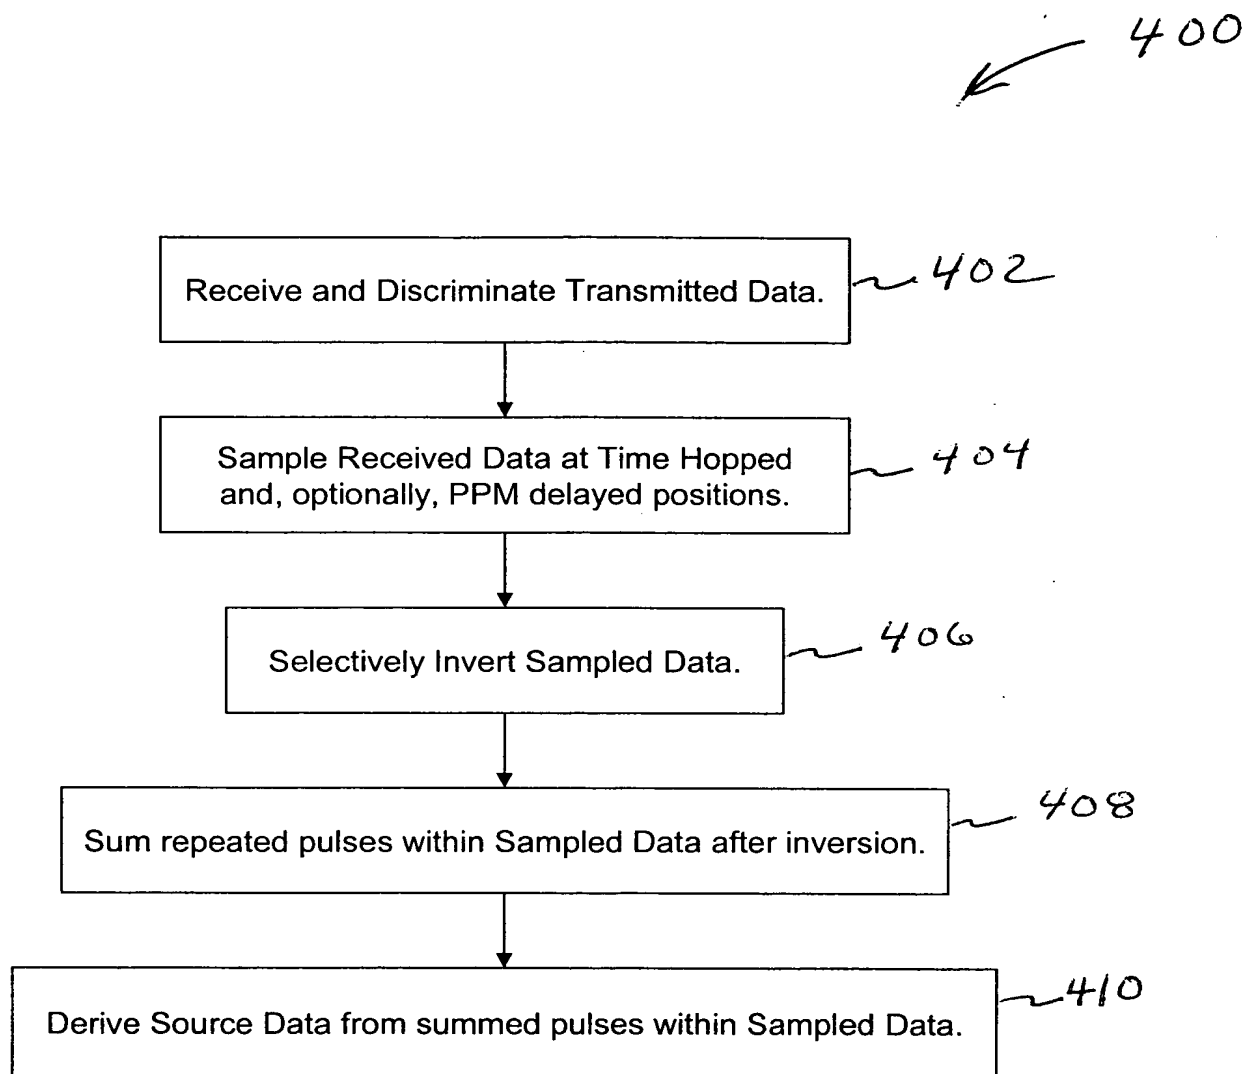 400
Receive and Discriminate Transmitted Data.
402
Sample Received Data at Time Hopped
and, optionally, PPM delayed positions.
404
Selectively Invert Sampled Data.
406
Sum repeated pulses within Sampled Data after inversion.
408
Derive Source Data from summed pulses within Sampled Data.
410